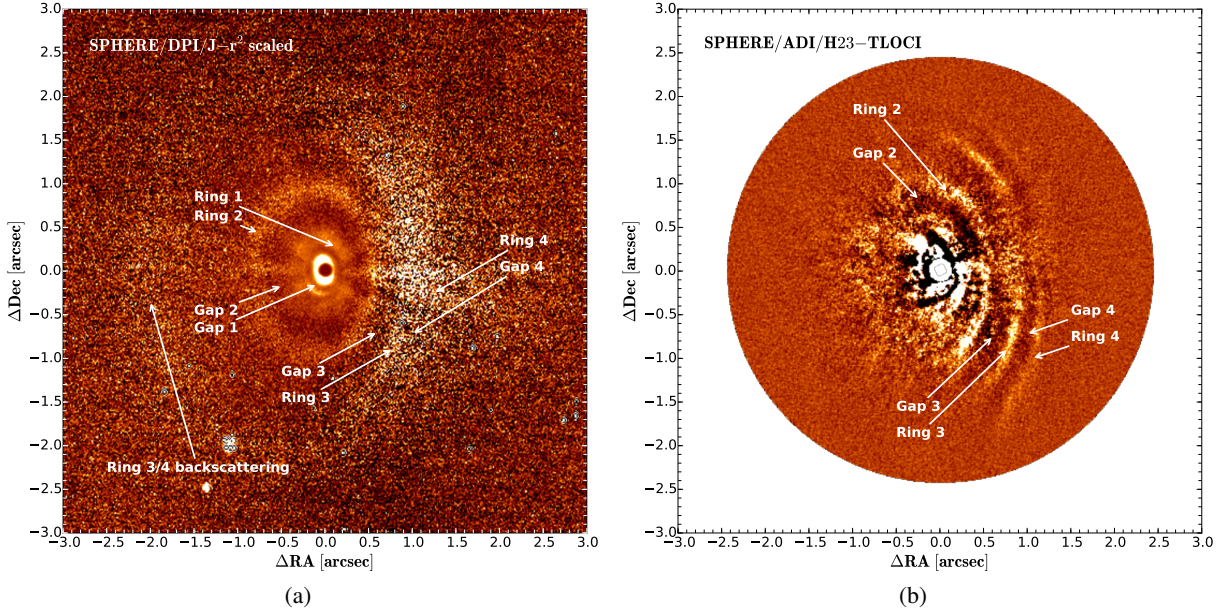 SPHERE/DPI/J−r² scaled
Ring 1
Ring 2
Ring 4
Gap 4
Gap 2
Gap 1
Gap 3
Ring 3
Ring 3/4 backscattering
3.0
2.5
2.0
1.5
1.0
0.5
0.0
−0.5
−1.0
−1.5
−2.0
−2.5
−3.0
ΔDec [arcsec]
−3.0 −2.5 −2.0 −1.5 −1.0 −0.5 0.0 0.5 1.0 1.5 2.0 2.5 3.0
ΔRA [arcsec]
(a)
SPHERE/ADI/H23−TLOCI
Ring 2
Gap 2
Gap 4
Ring 4
Gap 3
Ring 3
3.0
2.5
2.0
1.5
1.0
0.5
0.0
−0.5
−1.0
−1.5
−2.0
−2.5
−3.0
ΔDec [arcsec]
−3.0 −2.5 −2.0 −1.5 −1.0 −0.5 0.0 0.5 1.0 1.5 2.0 2.5 3.0
ΔRA [arcsec]
(b)